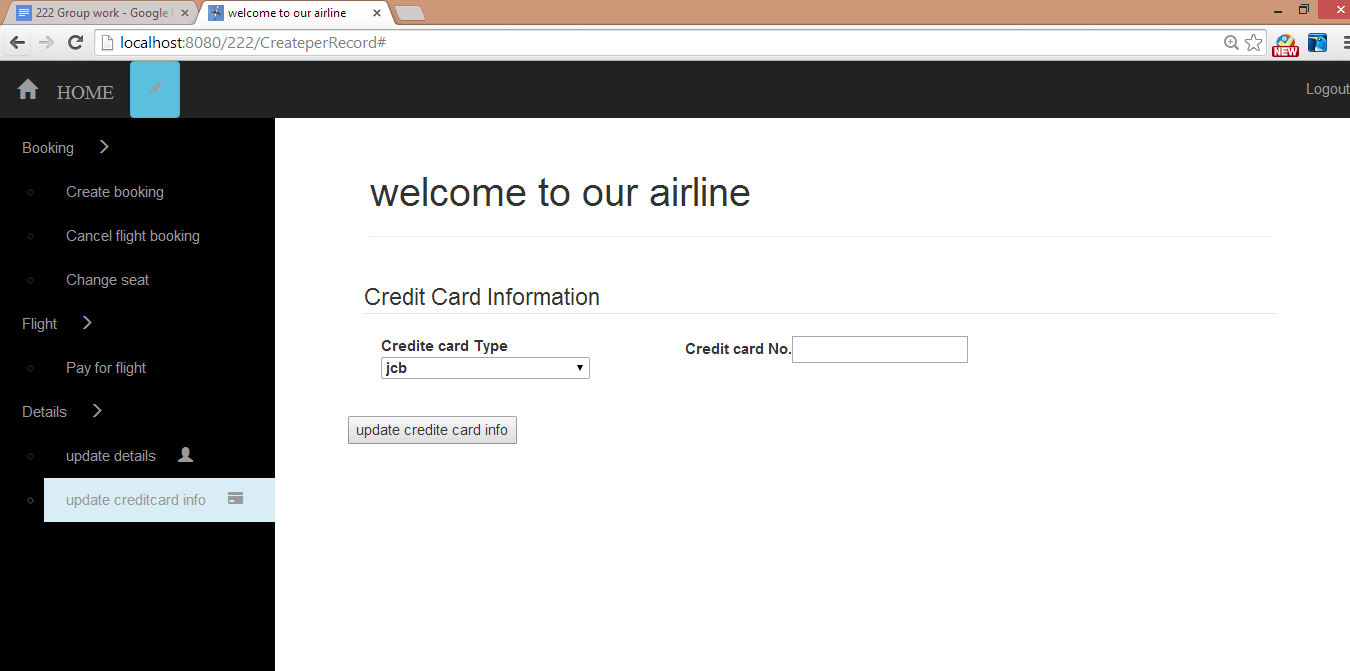 222 Group work - Google
welcome to our airline
localhost:8080/222/CreateperRecord#
NEW
HOME
Logout
Booking
Create booking
Cancel flight booking
Change seat
Flight
Pay for flight
Details
update details
update creditcard info
welcome to our airline
Credit Card Information
Credite card Type
jcb
Credit card No.
update credite card info